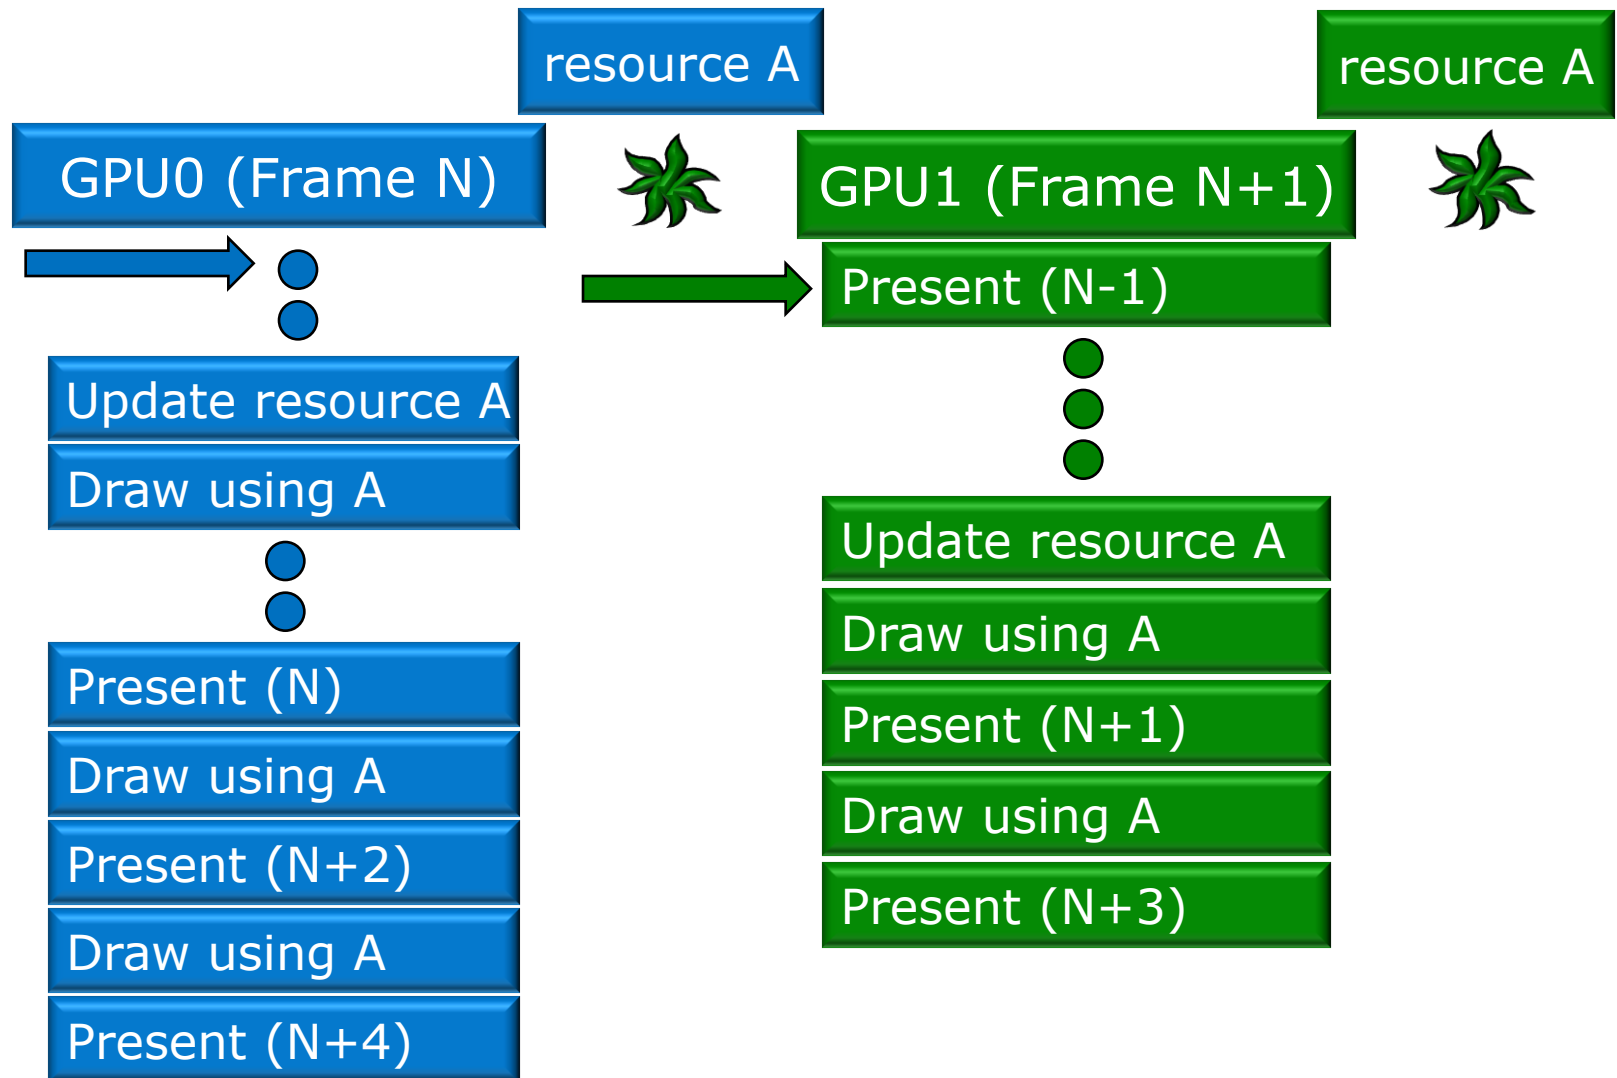 resource A
GPU0 (Frame N)
Update resource A
Draw using A
Present (N)
Draw using A
Present (N+2)
Draw using A
Present (N+4)
resource A
GPU1 (Frame N+1)
Present (N-1)
Update resource A
Draw using A
Present (N+1)
Draw using A
Present (N+3)